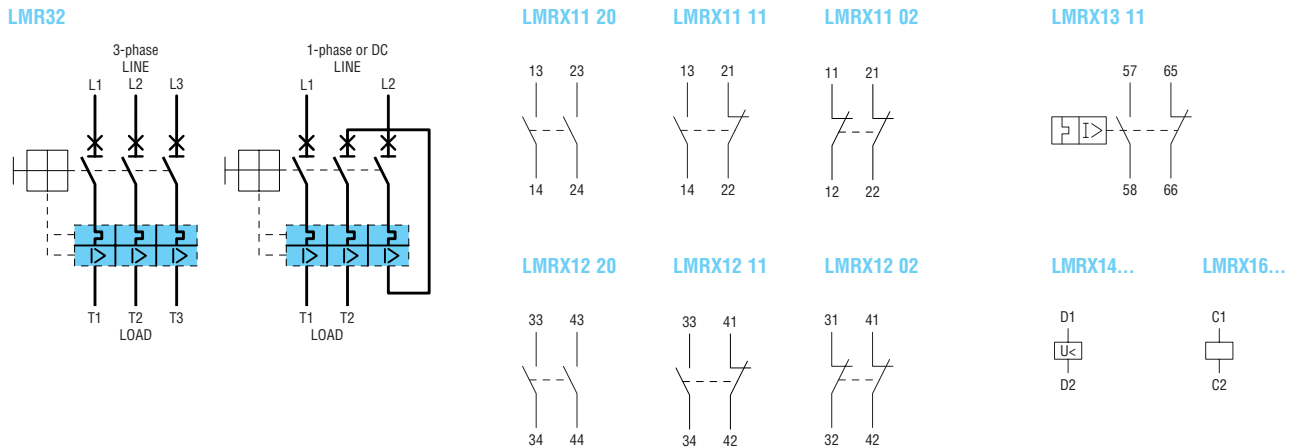 LMR32
3-phase
LINE
L1 L2 L3
T1 T2 T3
LOAD
1-phase or DC
LINE
L1 L2
T1 T2
LOAD
LMRX11 20
13 23
14 24
LMRX11 11
13 21
14 22
LMRX11 02
11 21
12 22
LMRX13 11
57 65
I>
58 66
LMRX12 20
33 43
34 44
LMRX12 11
33 41
34 42
LMRX12 02
31 41
32 42
LMRX14...
D1
U<
D2
LMRX16...
C1
C2